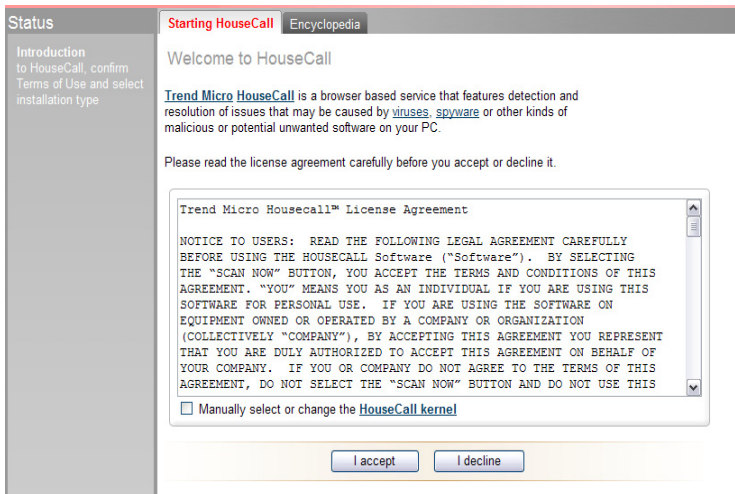 Status
Introduction
to HouseCall, confirm
Terms of Use and select
installation type
Starting HouseCall
Encyclopedia
Welcome to HouseCall
Trend Micro HouseCall is a browser based service that features detection and
resolution of issues that may be caused by viruses, spyware or other kinds of
malicious or potential unwanted software on your PC.
Please read the license agreement carefully before you accept or decline it.
Trend Micro Housecall™ License Agreement
NOTICE TO USERS:  READ THE FOLLOWING LEGAL AGREEMENT CAREFULLY
BEFORE USING THE HOUSECALL Software (“Software”).  BY SELECTING
THE “SCAN NOW” BUTTON, YOU ACCEPT THE TERMS AND CONDITIONS OF THIS
AGREEMENT. “YOU” MEANS YOU AS AN INDIVIDUAL IF YOU ARE USING THIS
SOFTWARE FOR PERSONAL USE.  IF YOU ARE USING THE SOFTWARE ON
EQUIPMENT OWNED OR OPERATED BY A COMPANY OR ORGANIZATION
(COLLECTIVELY “COMPANY”), BY ACCEPTING THIS AGREEMENT YOU REPRESENT
THAT YOU ARE DULY AUTHORIZED TO ACCEPT THIS AGREEMENT ON BEHALF OF
YOUR COMPANY.  IF YOU OR COMPANY DO NOT AGREE TO THE TERMS OF THIS
AGREEMENT, DO NOT SELECT THE “SCAN NOW” BUTTON AND DO NOT USE THIS
Manually select or change the HouseCall kernel
I accept
I decline